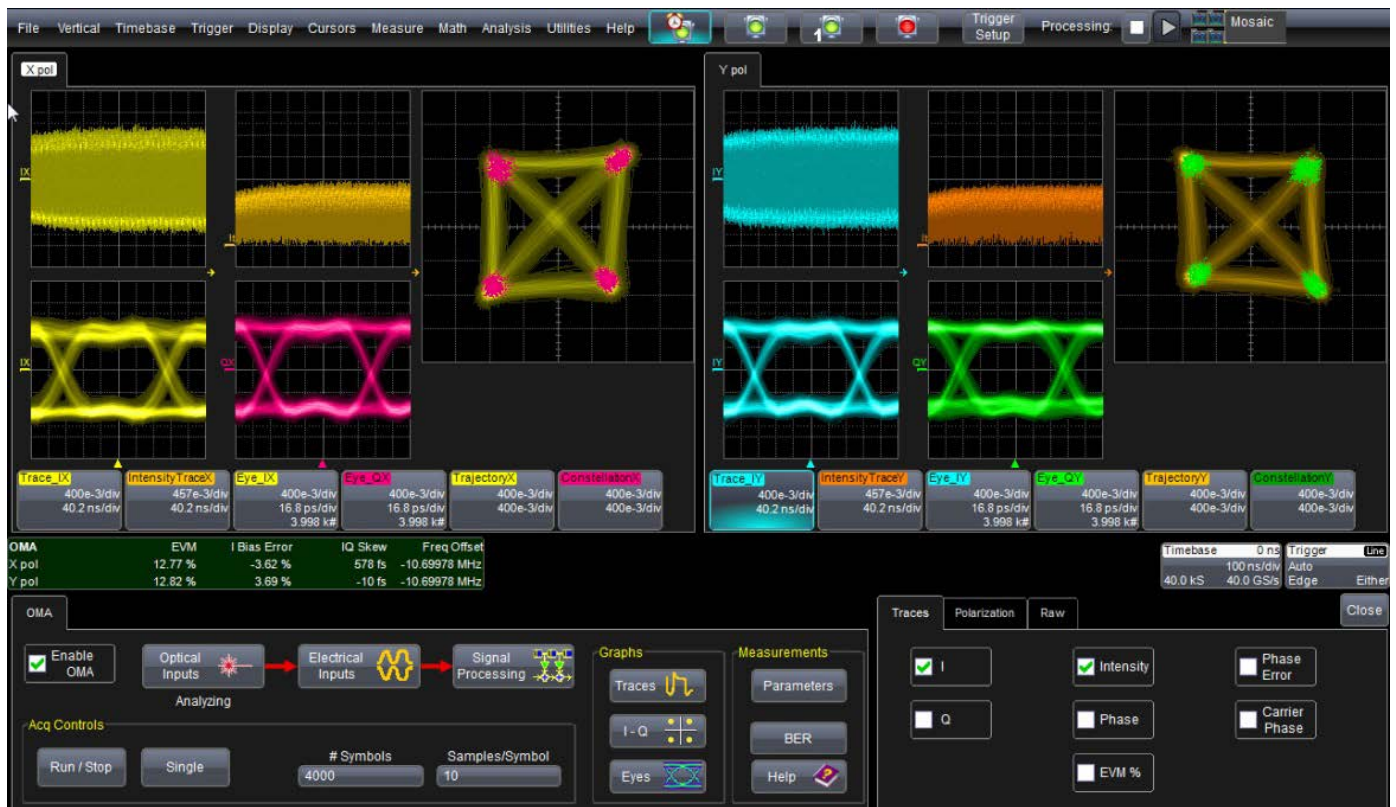 File Vertical Timebase Trigger Display Cursors Measure Math Analysis Utilities Help 1 Trigger Setup Processing: Mosaic
X pol
Y pol
IX
It
IY
It
IX
QX
IY
QY
Trace_IX IntensityTraceX Eye_IX Eye_QX TrajectoryX ConstellationX
400e-3/div 457e-3/div 400e-3/div 400e-3/div 400e-3/div 400e-3/div
40.2 ns/div 40.2 ns/div 16.8 ps/div 16.8 ps/div 400e-3/div 400e-3/div
3.998 k# 3.998 k#
Trace_IY IntensityTraceY Eye_IY Eye_QY TrajectoryY ConstellationY
400e-3/div 457e-3/div 400e-3/div 400e-3/div 400e-3/div 400e-3/div
40.2 ns/div 40.2 ns/div 16.8 ps/div 16.8 ps/div 400e-3/div 400e-3/div
3.998 k# 3.998 k#
OMA EVM I Bias Error IQ Skew Freq Offset
X pol 12.77 % -3.62 % 578 fs -10.69978 MHz
Y pol 12.82 % 3.69 % -10 fs -10.69978 MHz
Timebase 0 ns Trigger Line
100 ns/div Auto
40.0 kS 40.0 GS/s Edge Either
OMA
Enable OMA
Optical Inputs
Electrical Inputs
Signal Processing
Analyzing
Acq Controls
Run / Stop
Single
# Symbols
4000
Samples/Symbol
10
Graphs
Traces
I - Q
Eyes
Measurements
Parameters
BER
Help
Traces Polarization Raw Close
I
Intensity
Phase Error
Q
Phase
Carrier Phase
EVM %